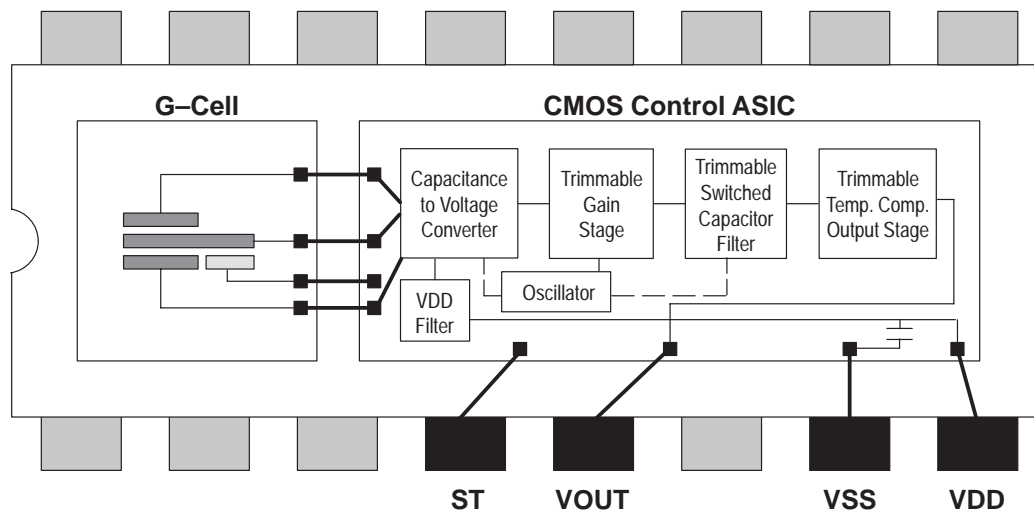 G–Cell
CMOS Control ASIC
Capacitance
to Voltage
Converter
Trimmable
Gain
Stage
Trimmable
Switched
Capacitor
Filter
Trimmable
Temp. Comp.
Output Stage
VDD
Filter
Oscillator
ST
VOUT
VSS
VDD